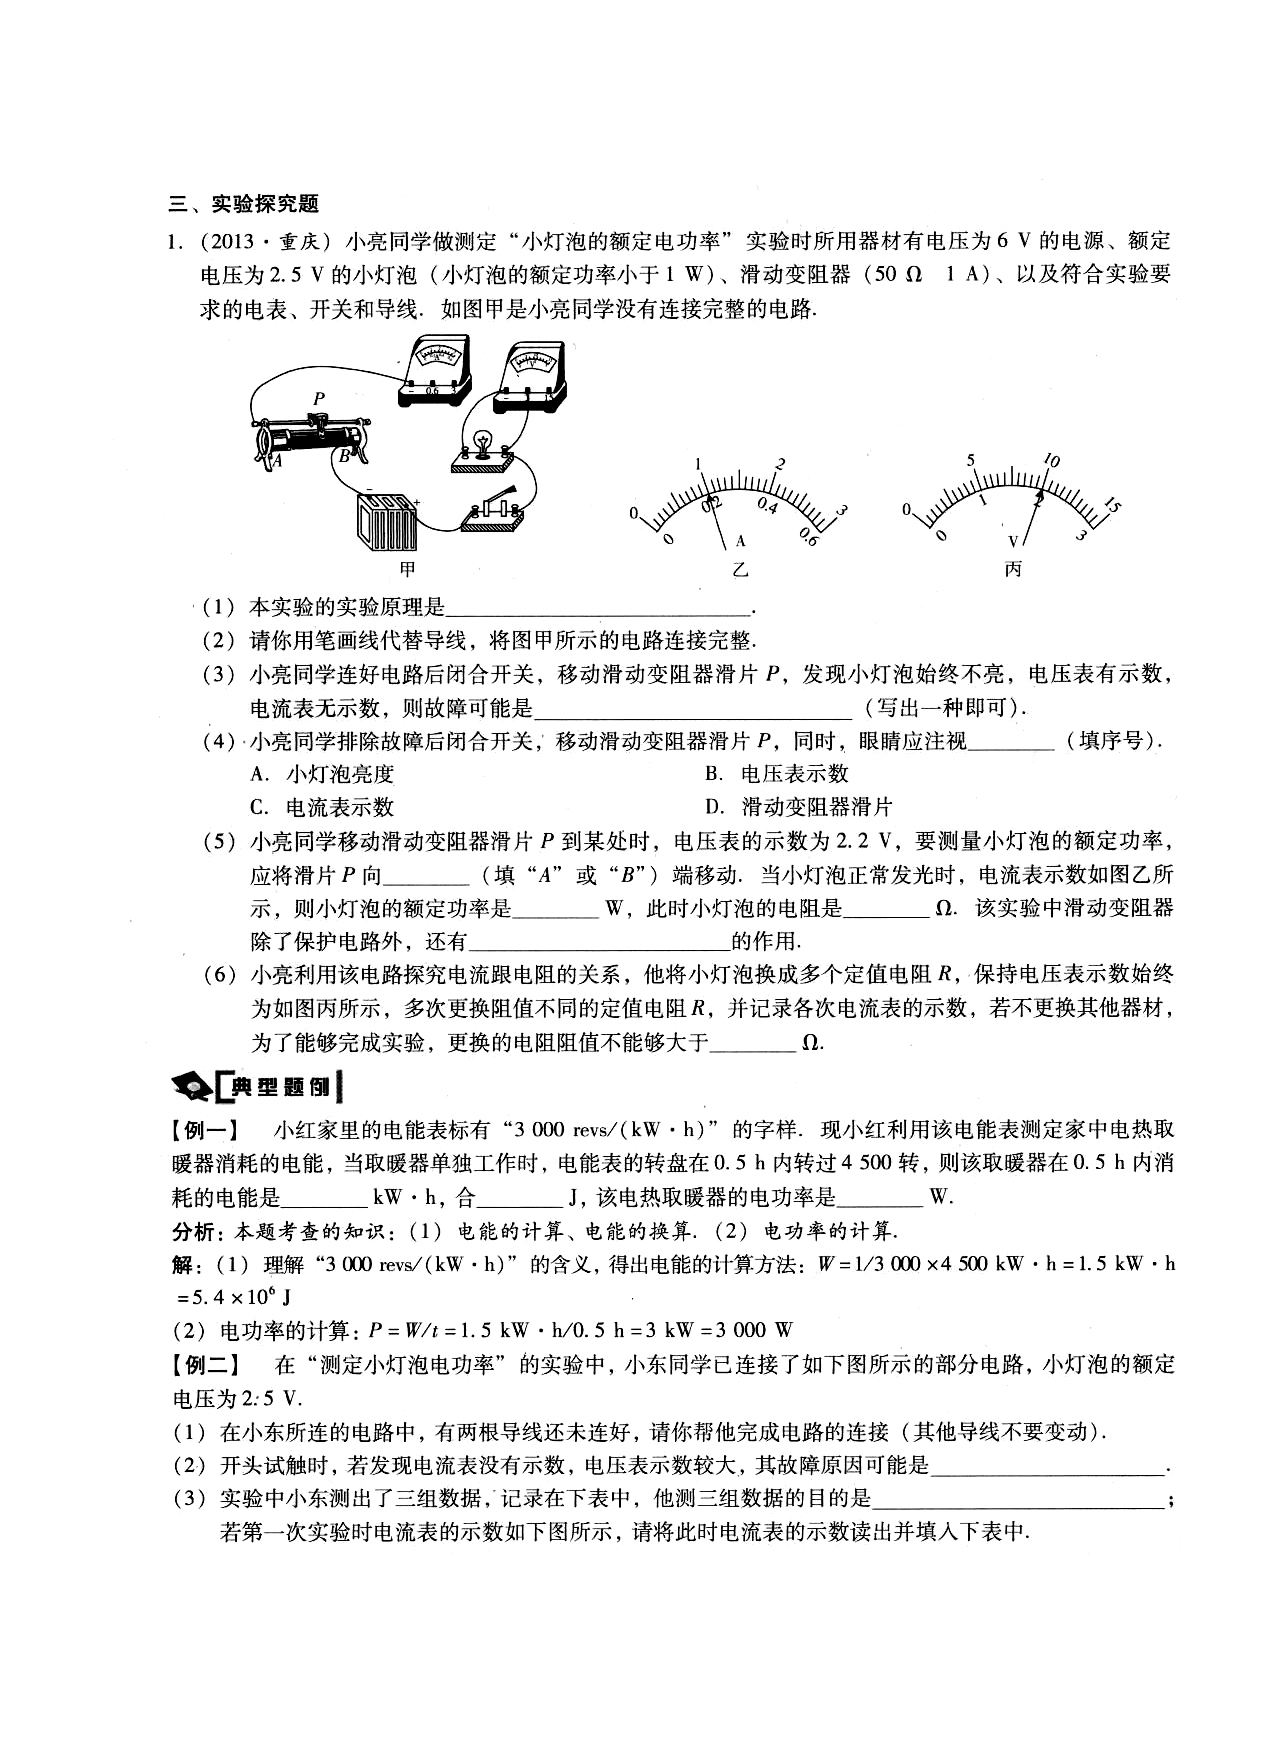 三、实验探究题
1. (2013·重庆) 小亮同学做测定“小灯泡的额定电功率”实验时所用器材有电压为 6 V 的电源、额定
电压为 2.5 V 的小灯泡 (小灯泡的额定功率小于 1 W)、滑动变阻器 (50 Ω 1 A)、以及符合实验要
求的电表、开关和导线. 如图甲是小亮同学没有连接完整的电路.
P
A
B
- 0.6 3
- +
甲
0 1 2 3
0 0.2 0.4 0.6
A
乙
0 5 10 15
0 1 2 3
V
丙
(1) 本实验的实验原理是____________.
(2) 请你用笔画线代替导线，将图甲所示的电路连接完整.
(3) 小亮同学连好电路后闭合开关，移动滑动变阻器滑片 P，发现小灯泡始终不亮，电压表有示数，
电流表无示数，则故障可能是____________ (写出一种即可).
(4) 小亮同学排除故障后闭合开关，移动滑动变阻器滑片 P，同时，眼睛应注视________ (填序号).
A. 小灯泡亮度 B. 电压表示数
C. 电流表示数 D. 滑动变阻器滑片
(5) 小亮同学移动滑动变阻器滑片 P 到某处时，电压表的示数为 2.2 V，要测量小灯泡的额定功率，
应将滑片 P 向________ (填“A”或“B”) 端移动. 当小灯泡正常发光时，电流表示数如图乙所
示，则小灯泡的额定功率是________ W，此时小灯泡的电阻是________ Ω. 该实验中滑动变阻器
除了保护电路外，还有____________的作用.
(6) 小亮利用该电路探究电流跟电阻的关系，他将小灯泡换成多个定值电阻 R，保持电压表示数始终
为如图丙所示，多次更换阻值不同的定值电阻 R，并记录各次电流表的示数，若不更换其他器材，
为了能够完成实验，更换的电阻阻值不能够大于________ Ω.
典型题例
【例一】 小红家里的电能表标有“3 000 revs/(kW·h)”的字样. 现小红利用该电能表测定家中电热取
暖器消耗的电能，当取暖器单独工作时，电能表的转盘在 0.5 h 内转过 4 500 转，则该取暖器在 0.5 h 内消
耗的电能是________ kW·h，合________ J，该电热取暖器的电功率是________ W.
分析：本题考查的知识：(1) 电能的计算、电能的换算. (2) 电功率的计算.
解：(1) 理解“3 000 revs/(kW·h)”的含义，得出电能的计算方法：W=1/3 000×4 500 kW·h=1.5 kW·h
=5.4×10⁶ J
(2) 电功率的计算：P=W/t=1.5 kW·h/0.5 h=3 kW=3 000 W
【例二】 在“测定小灯泡电功率”的实验中，小东同学已连接了如下图所示的部分电路，小灯泡的额定
电压为 2.5 V.
(1) 在小东所连的电路中，有两根导线还未连好，请你帮他完成电路的连接 (其他导线不要变动).
(2) 开头试触时，若发现电流表没有示数，电压表示数较大，其故障原因可能是____________.
(3) 实验中小东测出了三组数据，记录在下表中，他测三组数据的目的是____________；
若第一次实验时电流表的示数如下图所示，请将此时电流表的示数读出并填入下表中.